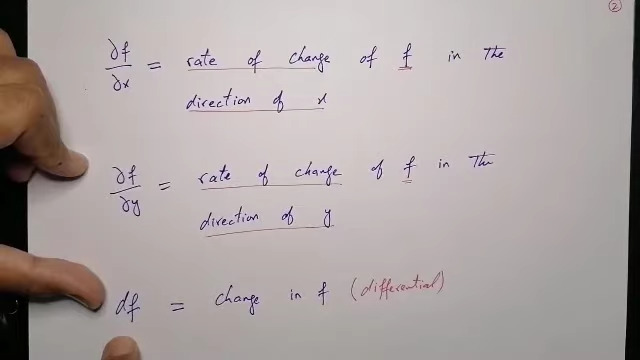 2
∂f/∂x = rate of change of f in the
direction of x
∂f/∂y = rate of change of f in the
direction of y
df = change in f (differential)